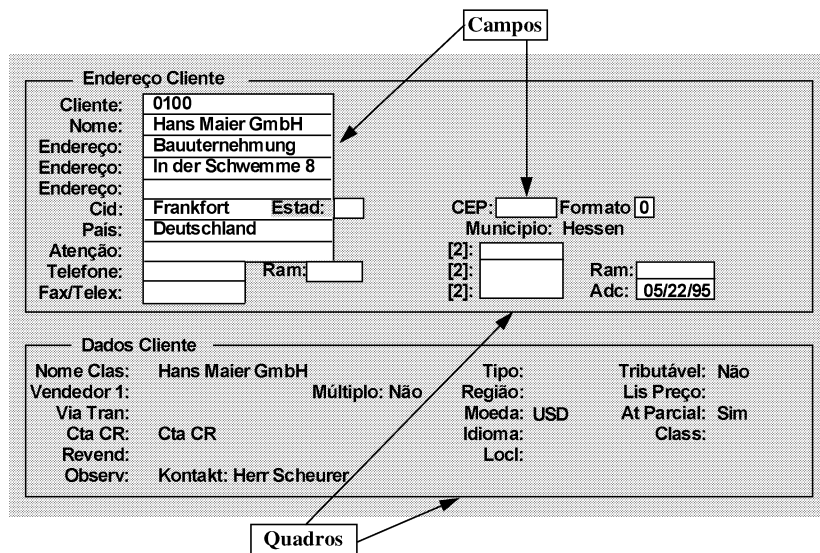 Campos
Endereço Cliente
Cliente: 0100
Nome: Hans Maier GmbH
Endereço: Bauuternehmung
Endereço: In der Schwemme 8
Endereço:
Cid: Frankfort Estad: CEP: Formato 0
País: Deutschland Municipio: Hessen
Atenção: [2]:
Telefone: Ram: [2]: Ram:
Fax/Telex: [2]: Adc: 05/22/95
Dados Cliente
Nome Clas: Hans Maier GmbH Tipo: Tributável: Não
Vendedor 1: Múltiplo: Não Região: Lis Preço:
Via Tran: Moeda: USD At Parcial: Sim
Cta CR: Cta CR Idioma: Class:
Revend: Locl:
Observ: Kontakt: Herr Scheurer
Quadros